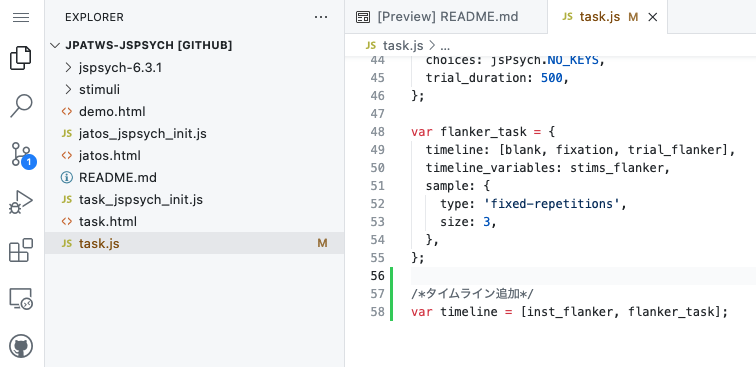 EXPLORER
JPATWS-JSPSYCH [GITHUB]
jspsych-6.3.1
stimuli
demo.html
JS jatos_jspsych_init.js
jatos.html
README.md
JS task_jspsych_init.js
task.html
JS task.js M
1
[Preview] README.md
JS task.js M
JS task.js > ...
44 choices: jsPsych.NO_KEYS,
45 trial_duration: 500,
46 };
47
48 var flanker_task = {
49 timeline: [blank, fixation, trial_flanker],
50 timeline_variables: stims_flanker,
51 sample: {
52 type: 'fixed-repetitions',
53 size: 3,
54 },
55 };
56
57 /*タイムライン追加*/
58 var timeline = [inst_flanker, flanker_task];